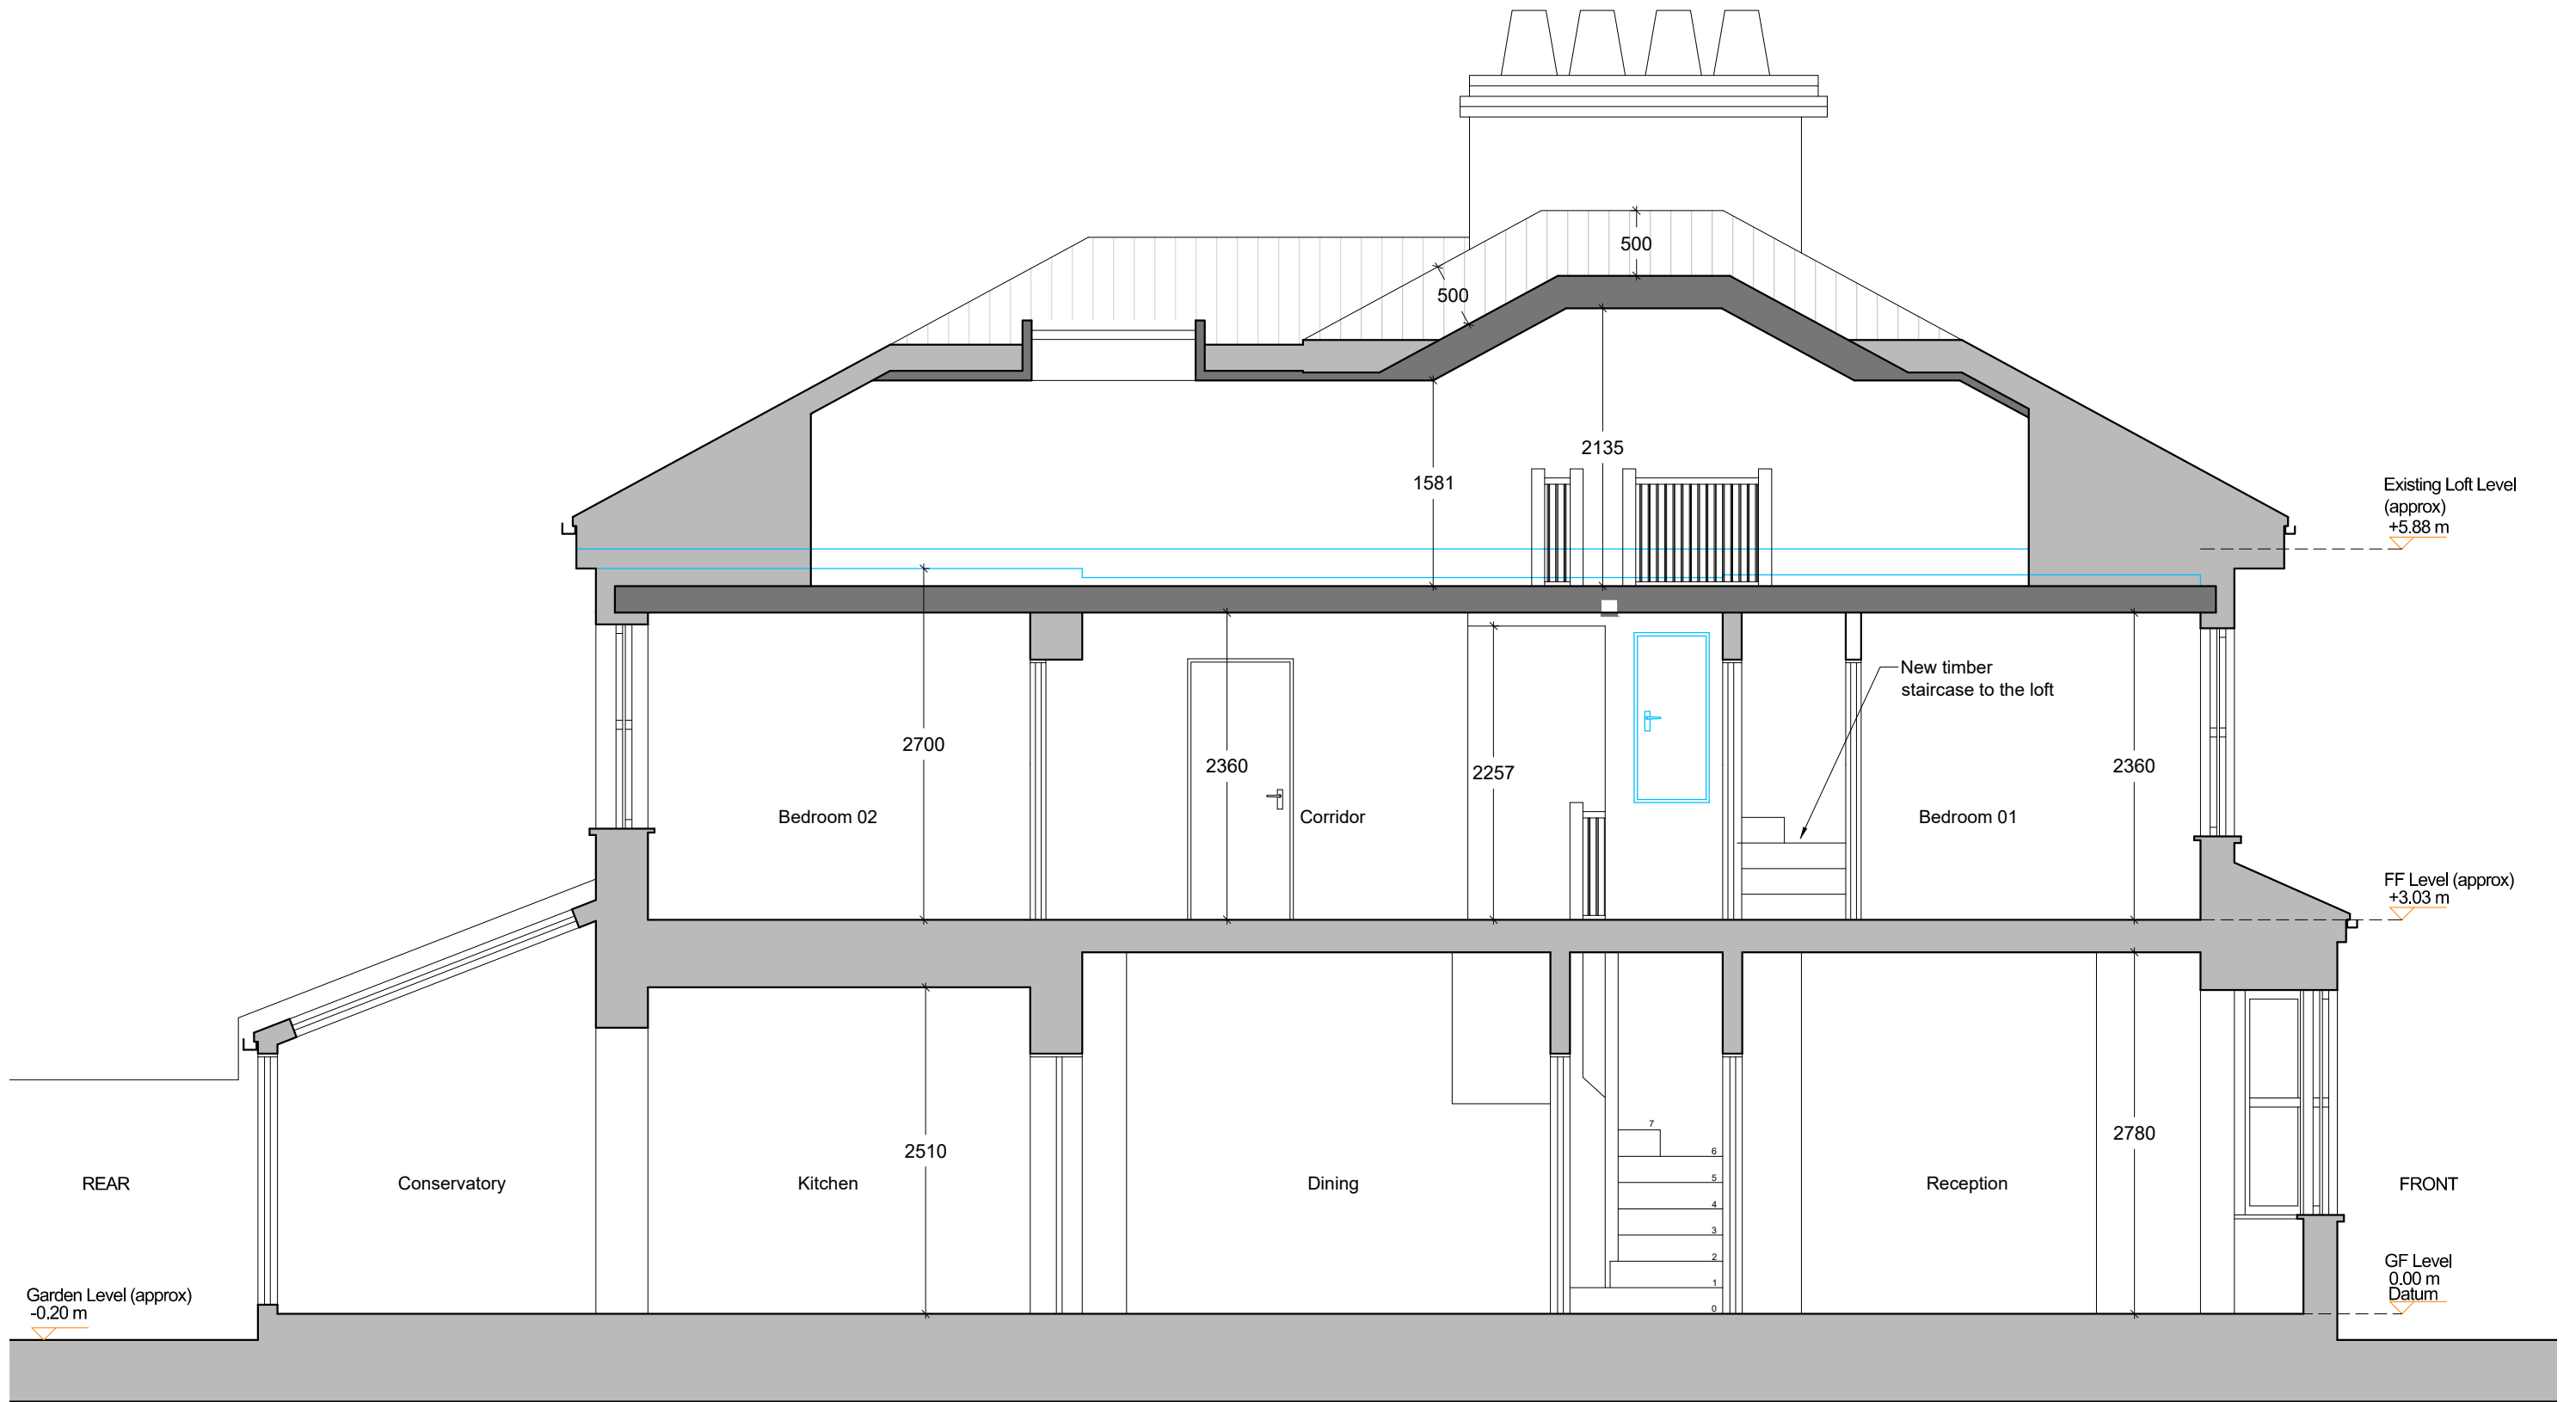 500
500
2135
1581
Existing Loft Level
(approx)
+5.88 m
New timber
staircase to the loft
2700
2360
2257
2360
Bedroom 02
Corridor
Bedroom 01
FF Level (approx)
+3.03 m
7
6
5
4
3
2
1
0
2510
2780
REAR
Conservatory
Kitchen
Dining
Reception
FRONT
Garden Level (approx)
-0.20 m
GF Level
0.00 m
Datum